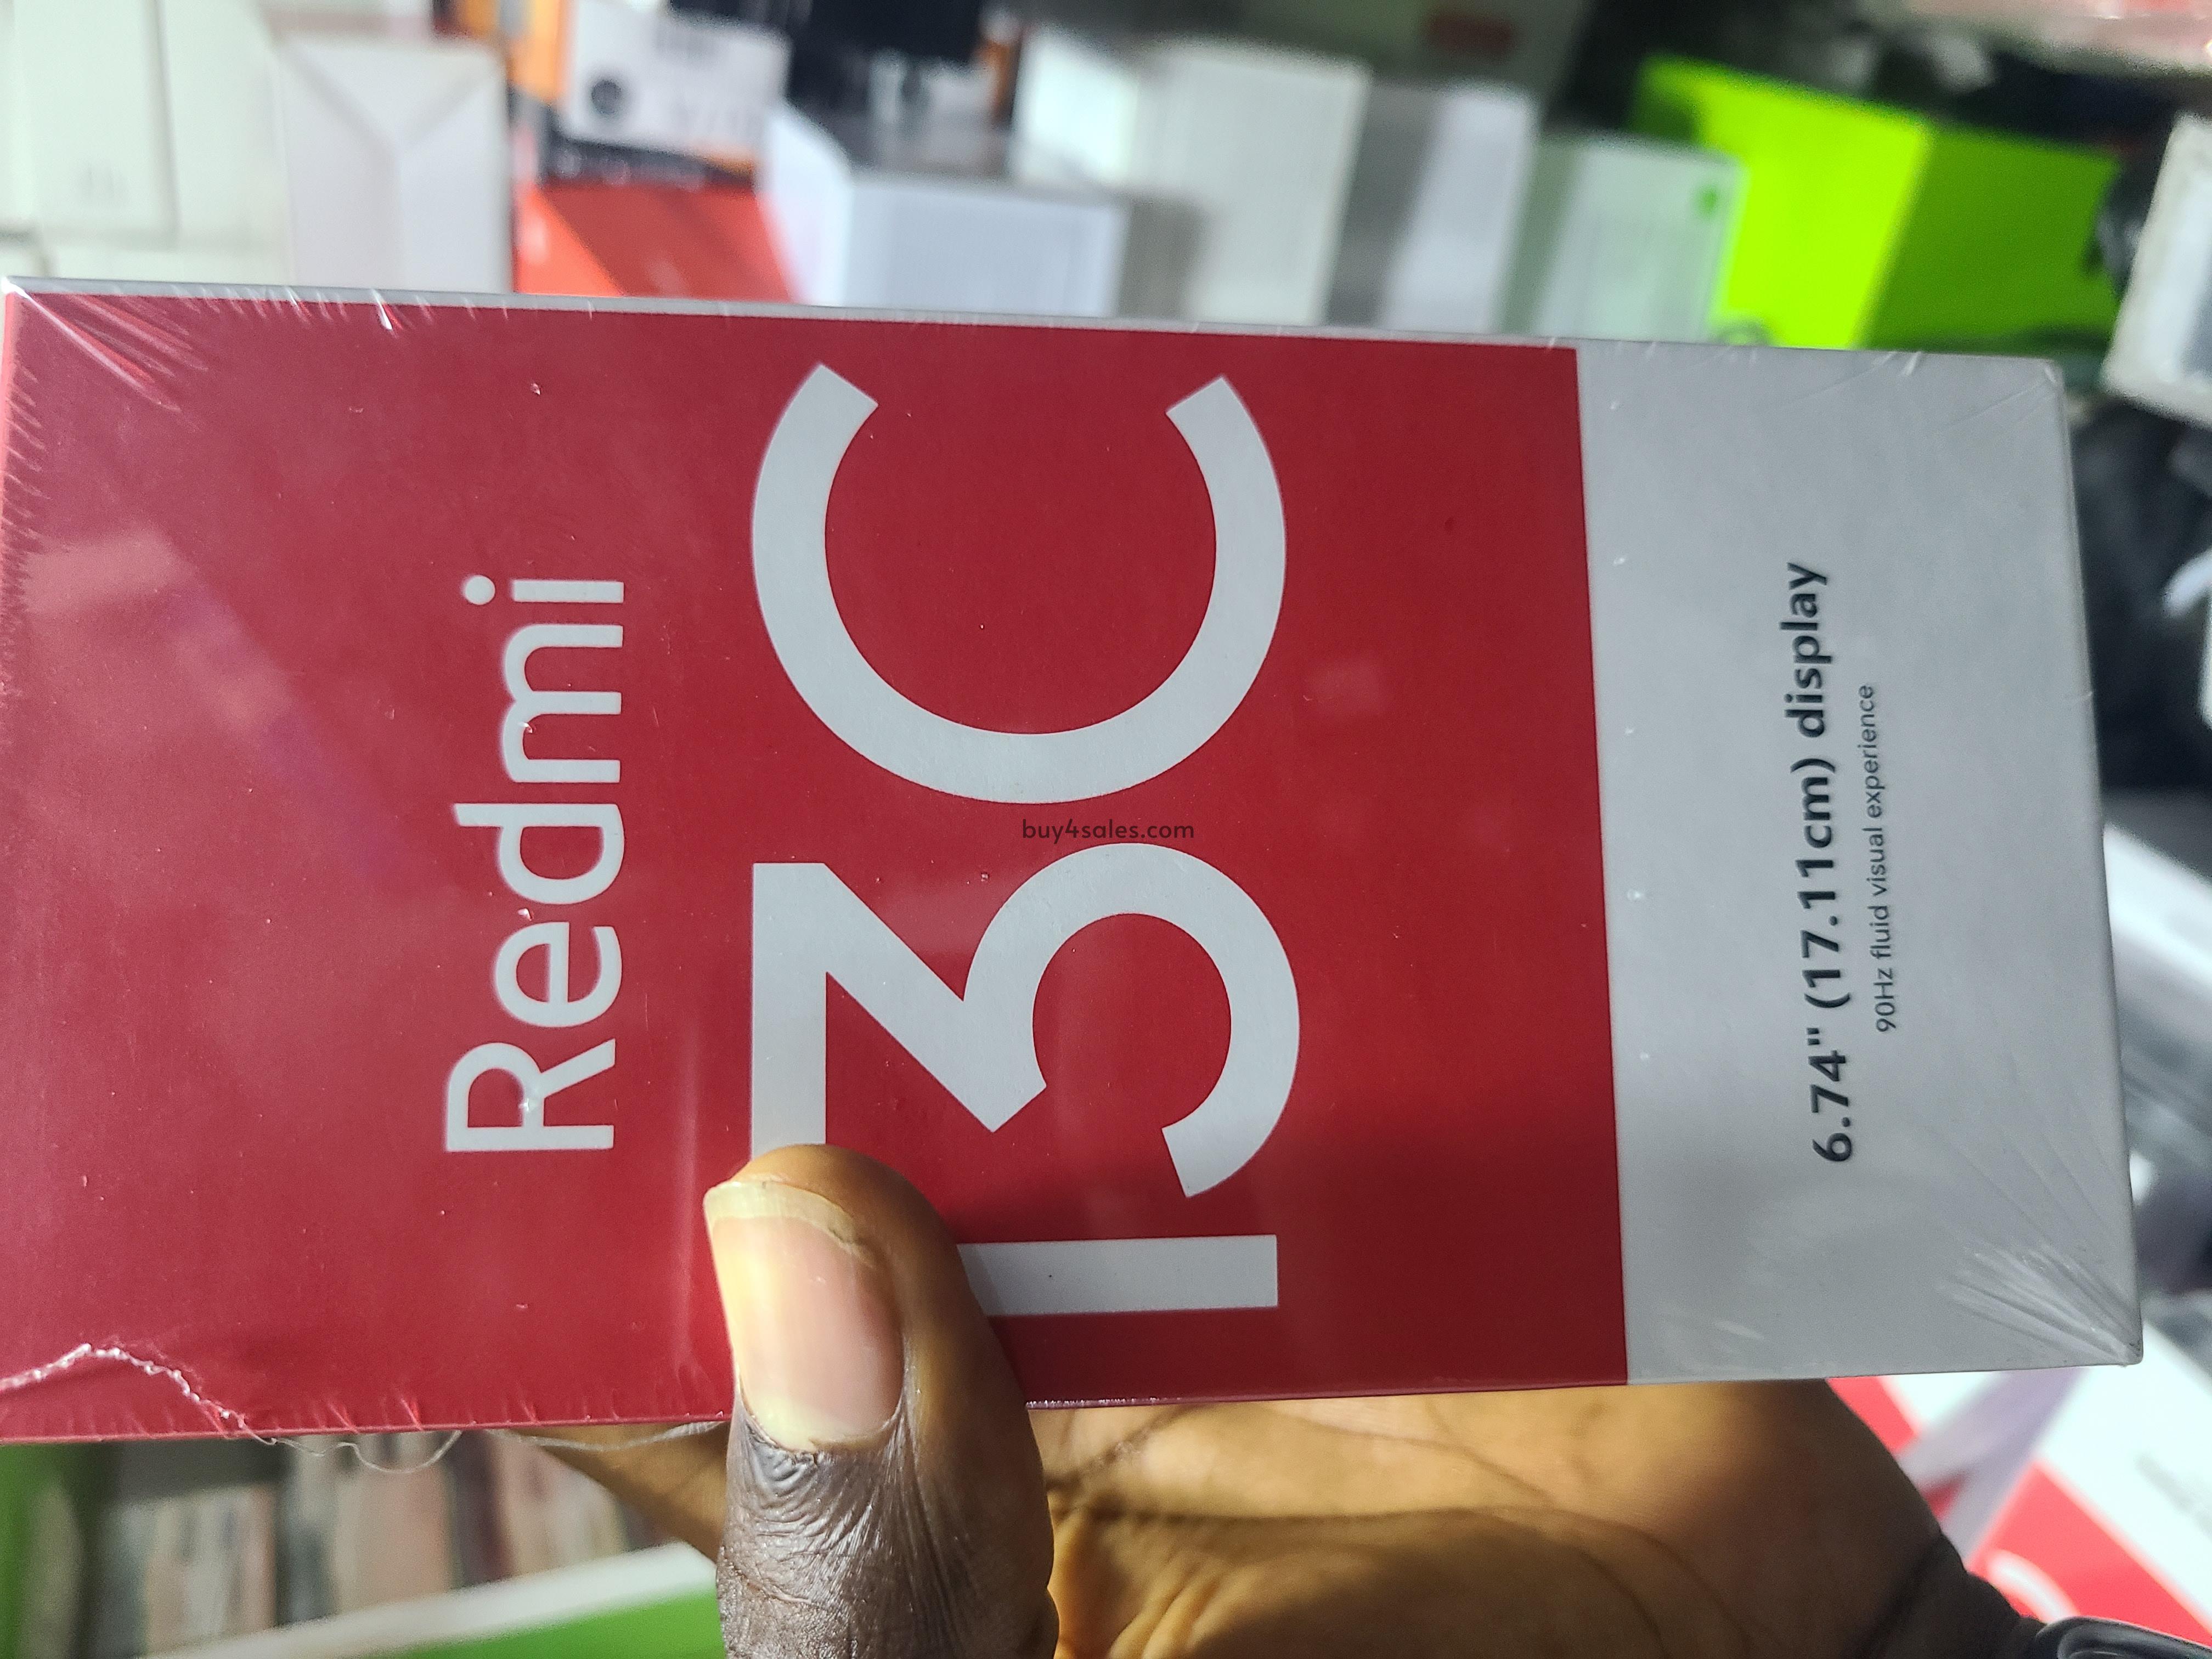 Redmi
13C
buy4sales.com
6.74" (17.11cm) display
90Hz fluid visual experience